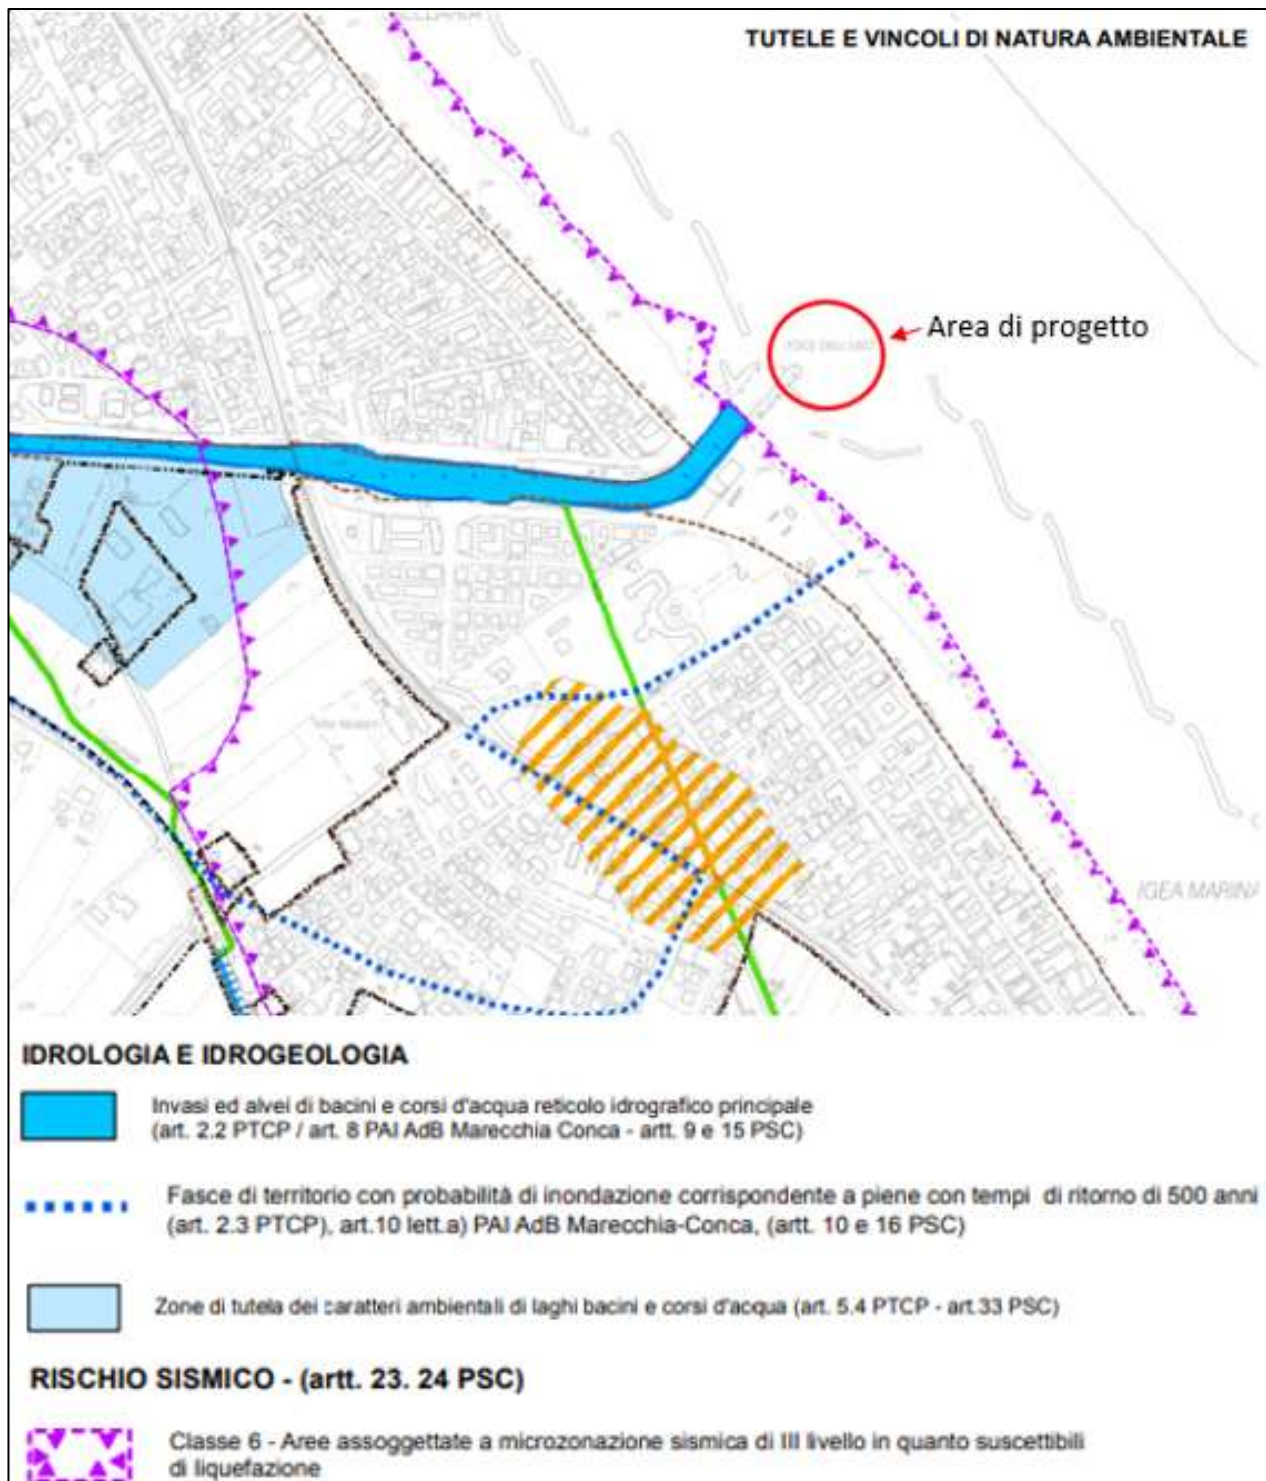 TUTELE E VINCOLI DI NATURA AMBIENTALE
Area di progetto
IGEA MARINA
IDROLOGIA E IDROGEOLOGIA
Invasi ed alvei di bacini e corsi d'acqua reticolo idrografico principale
(art. 2.2 PTCP / art. 8 PAI AdB Marecchia Conca - artt. 9 e 15 PSC)
Fasce di territorio con probabilità di inondazione corrispondente a piene con tempi di ritorno di 500 anni
(art. 2.3 PTCP), art.10 lett.a) PAI AdB Marecchia-Conca, (artt. 10 e 16 PSC)
Zone di tutela dei caratteri ambientali di laghi bacini e corsi d'acqua (art. 5.4 PTCP - art.33 PSC)
RISCHIO SISMICO - (artt. 23. 24 PSC)
Classe 6 - Aree assoggettate a microzonazione sismica di III livello in quanto suscettibili
di liquefazione